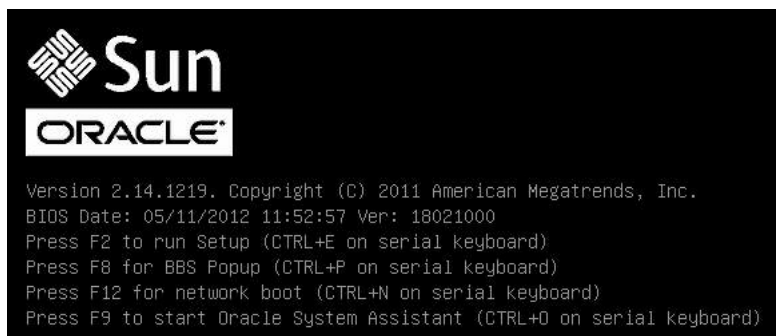 Sun
ORACLE
Version 2.14.1219. Copyright (C) 2011 American Megatrends, Inc.
BIOS Date: 05/11/2012 11:52:57 Ver: 18021000
Press F2 to run Setup (CTRL+E on serial keyboard)
Press F8 for BBS Popup (CTRL+P on serial keyboard)
Press F12 for network boot (CTRL+N on serial keyboard)
Press F9 to start Oracle System Assistant (CTRL+O on serial keyboard)